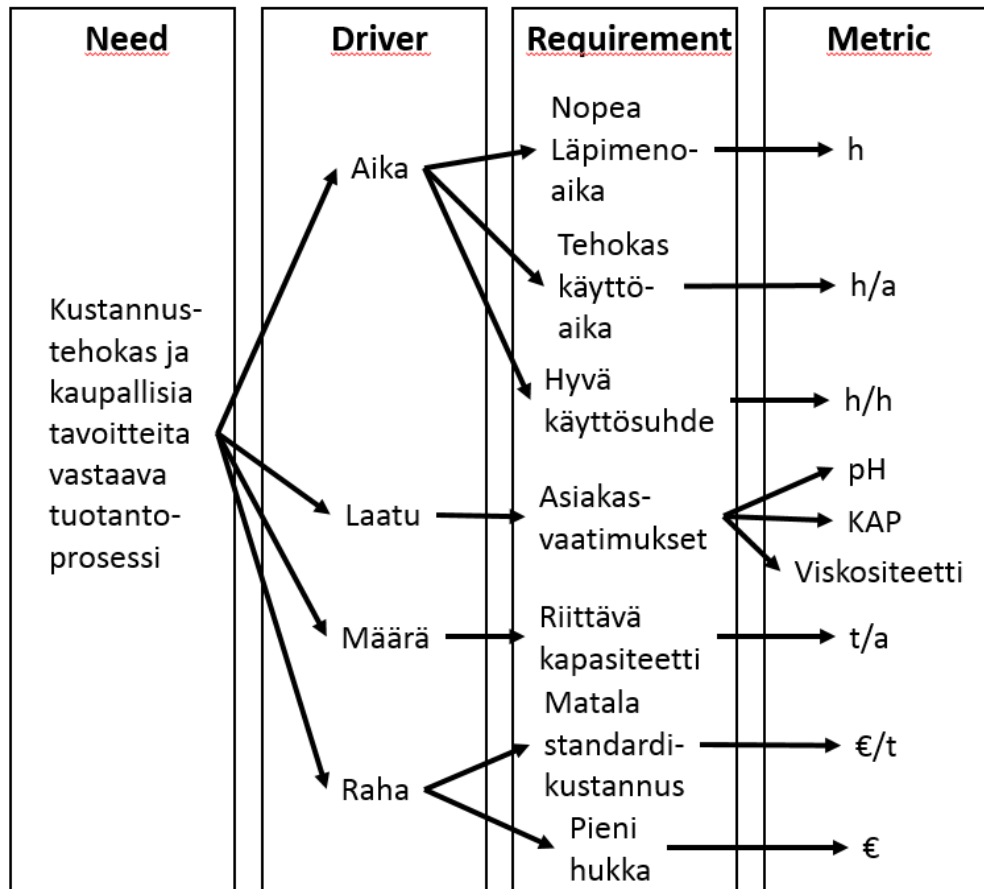 Need
Driver
Requirement
Metric
Kustannus-
tehokas ja
kaupallisia
tavoitteita
vastaava
tuotanto-
prosessi
Aika
Laatu
Määrä
Raha
Nopea
Läpimeno-
aika
Tehokas
käyttö-
aika
Hyvä
käyttösuhde
Asiakas-
vaatimukset
Riittävä
kapasiteetti
Matala
standardi-
kustannus
Pieni
hukka
h
h/a
h/h
pH
KAP
Viskositeetti
t/a
€/t
€